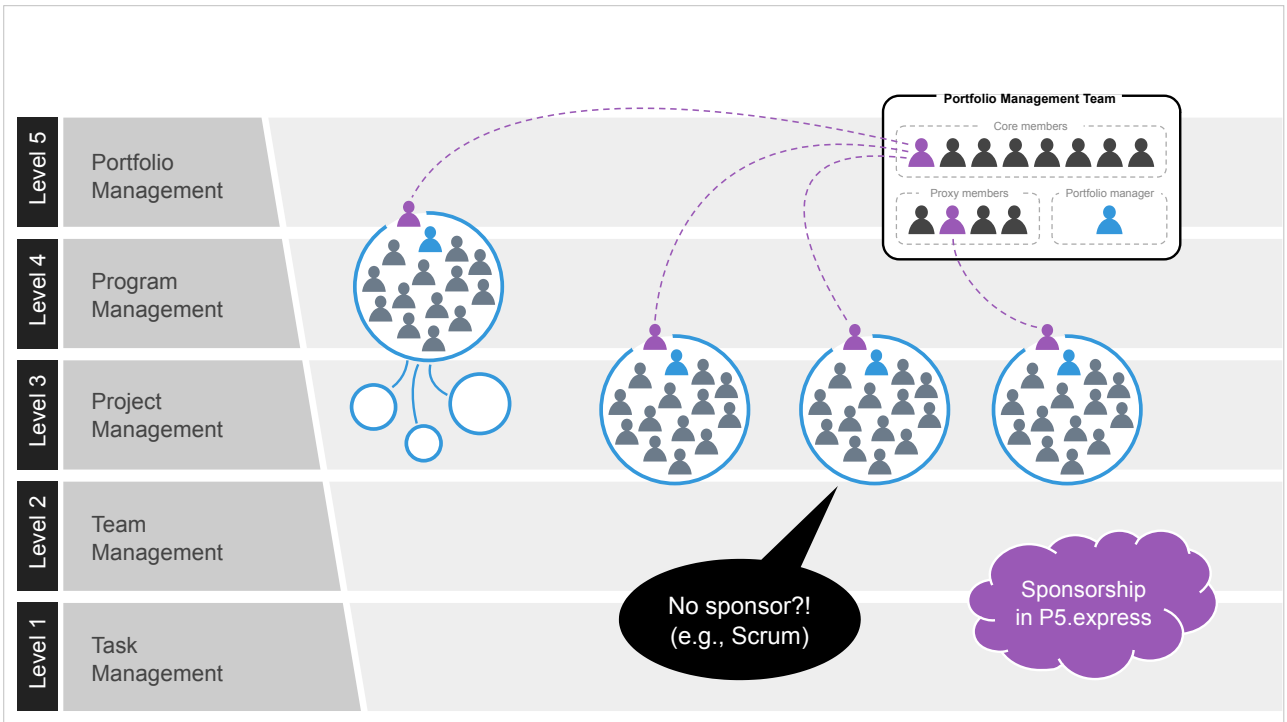 Portfolio Management Team
Core members
Proxy members
Portfolio manager
Level 5
Portfolio
Management
Level 4
Program
Management
Level 3
Project
Management
Level 2
Team
Management
Level 1
Task
Management
No sponsor?!
(e.g., Scrum)
Sponsorship
in P5.express